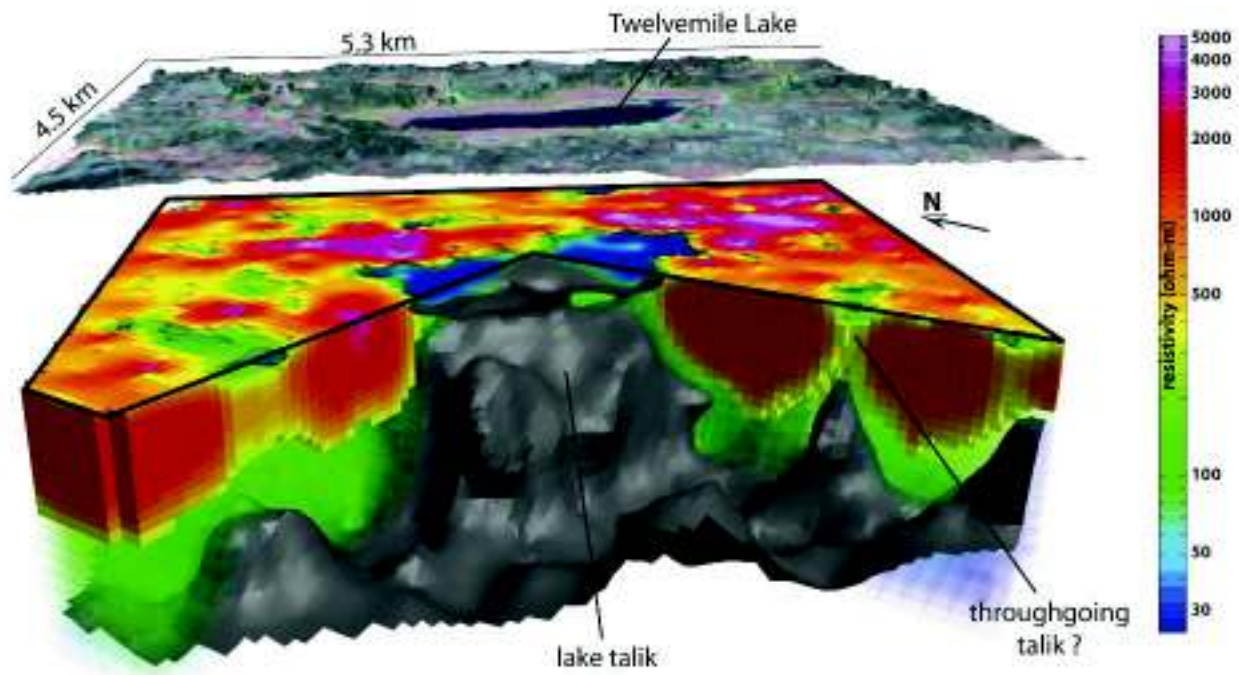 Twelvemile Lake
5.3 km
4.5 km
N
5000
4000
3000
2000
1000
500
100
50
30
resistivity (ohm-m)
throughgoing
talik ?
lake talik